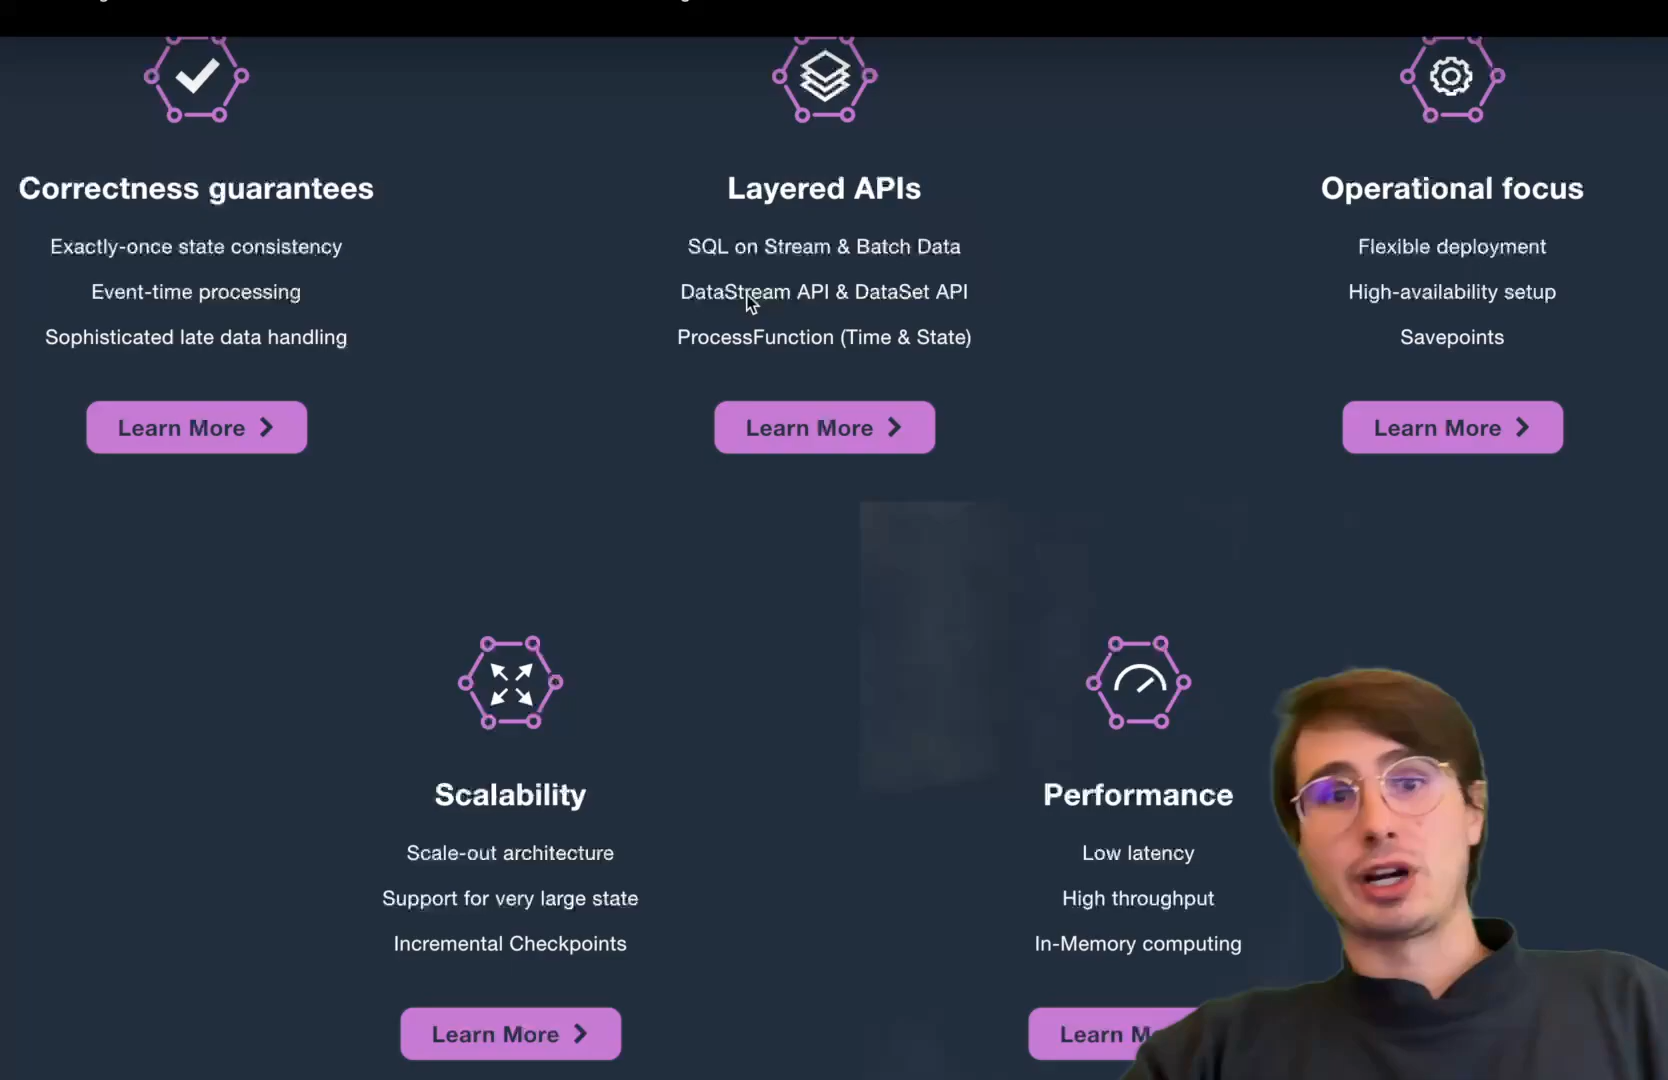 Correctness guarantees
Exactly-once state consistency
Event-time processing
Sophisticated late data handling
Learn More
Layered APIs
SQL on Stream & Batch Data
DataStream API & DataSet API
ProcessFunction (Time & State)
Learn More
Operational focus
Flexible deployment
High-availability setup
Savepoints
Learn More
Scalability
Scale-out architecture
Support for very large state
Incremental Checkpoints
Learn More
Performance
Low latency
High throughput
In-Memory computing
Learn